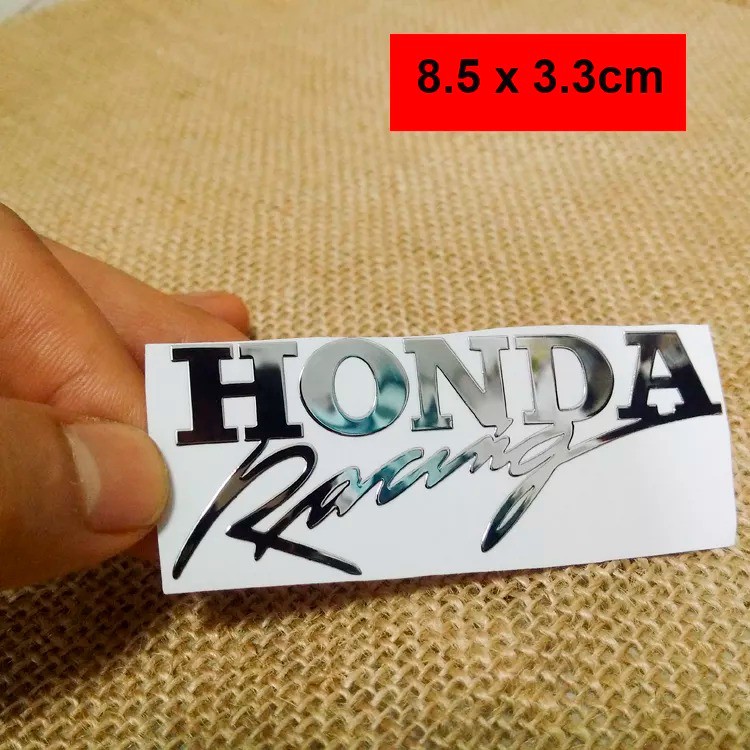 8.5 x 3.3cm
HONDA
Racing